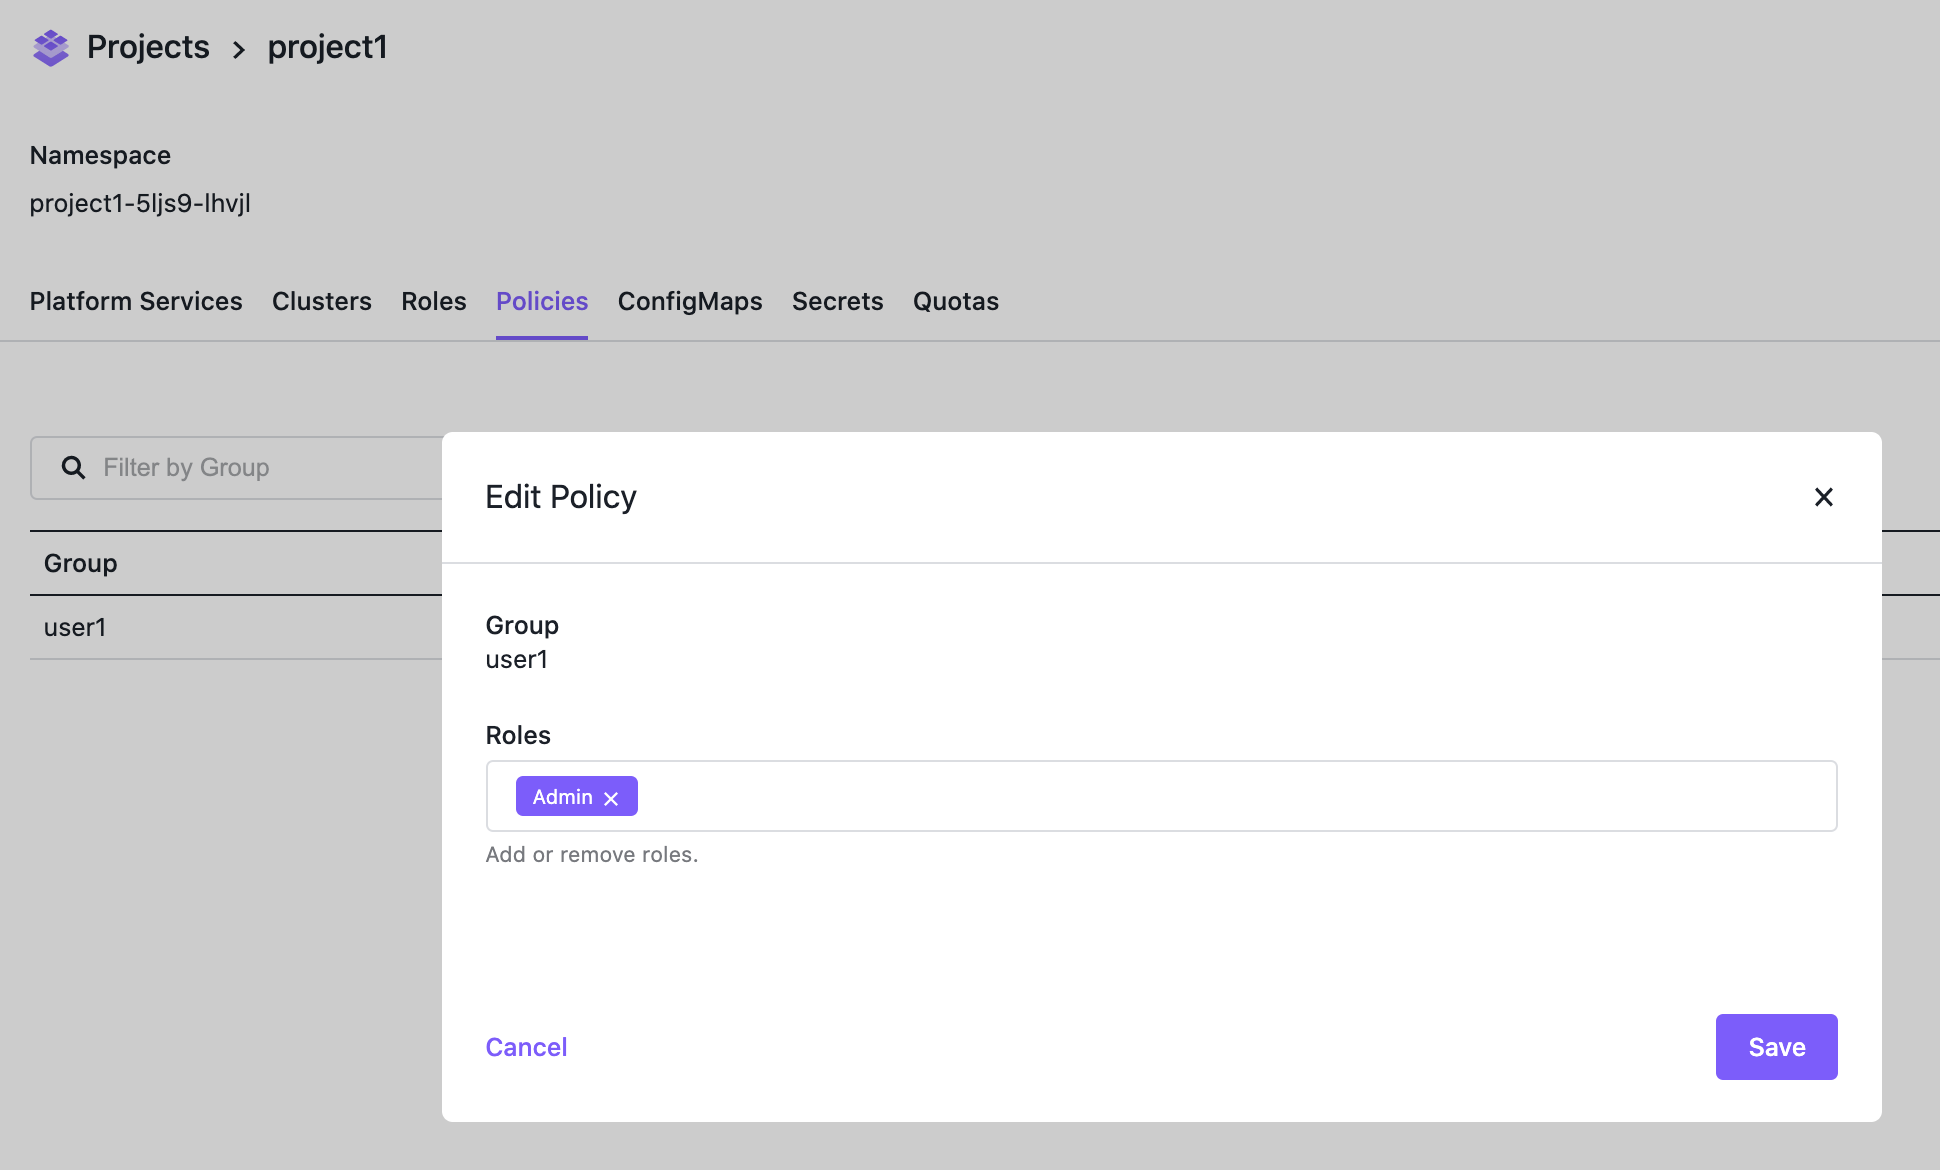 Projects > project1
Namespace
project1-5ljs9-lhvjl
Platform Services Clusters Roles Policies ConfigMaps Secrets Quotas
Filter by Group
Group
user1
Edit Policy
Group
user1
Roles
Admin
Add or remove roles.
Cancel Save